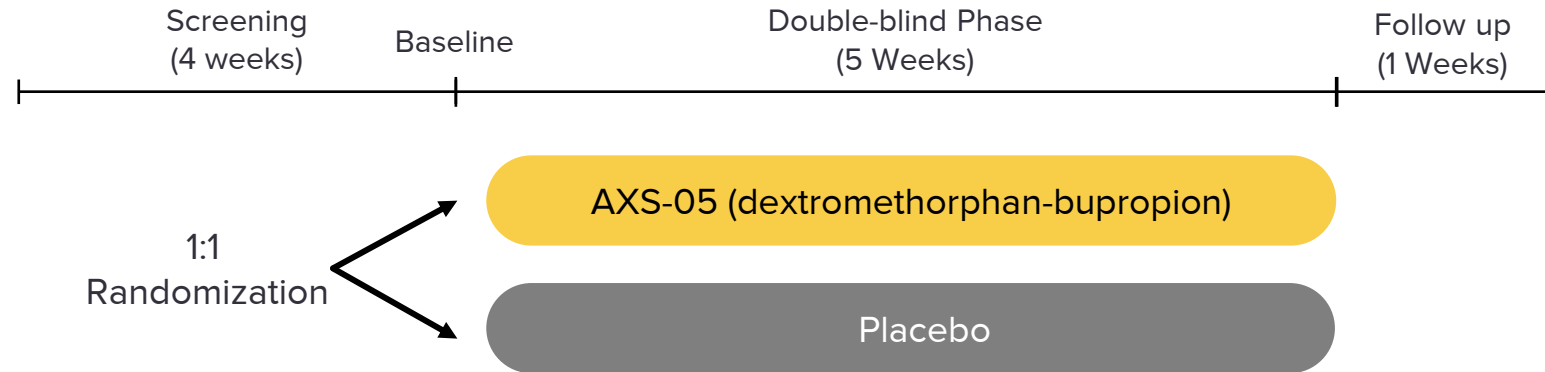 Screening
(4 weeks)
Baseline
Double-blind Phase
(5 Weeks)
Follow up
(1 Weeks)
AXS-05 (dextromethorphan-bupropion)
1:1
Randomization
Placebo